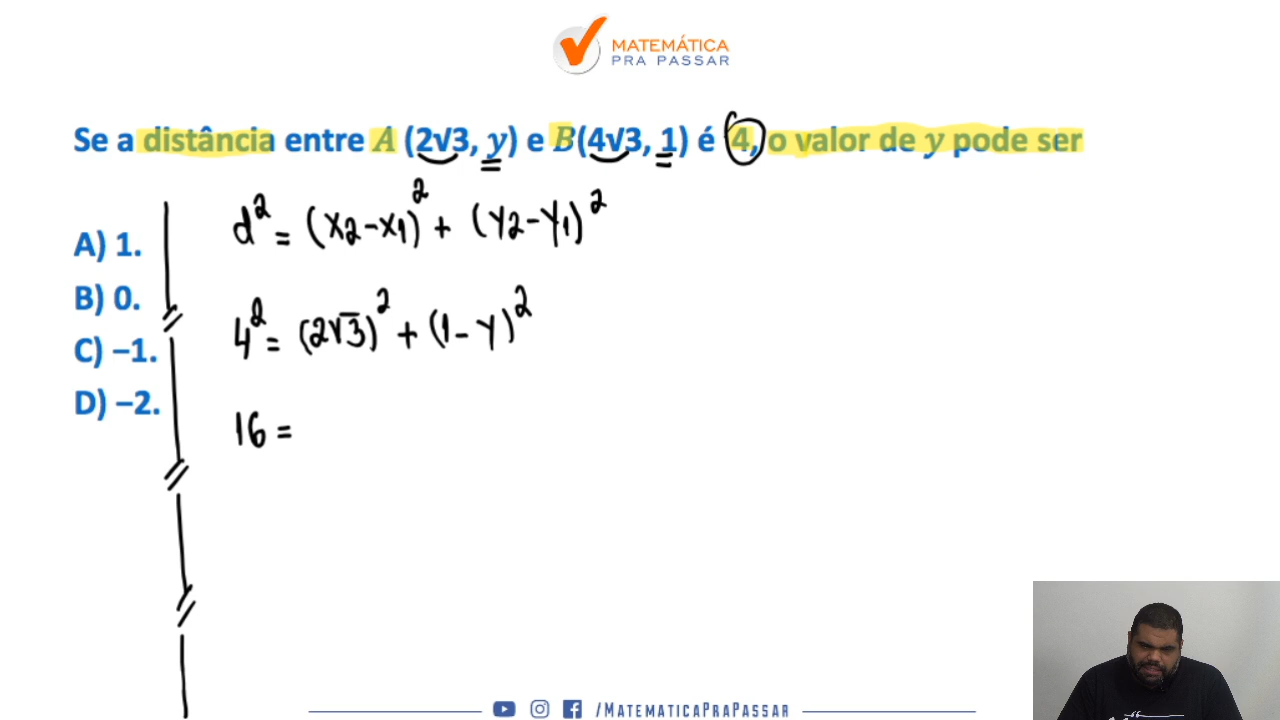 MATEMÁTICA
PRA PASSAR
Se a distância entre A (2√3, y) e B(4√3, 1) é 4, o valor de y pode ser
A) 1.
B) 0.
C) –1.
D) –2.
d² = (x₂ – x₁)² + (y₂ – y₁)²
4² = (2√3)² + (1 – y)²
16 =
/MATEMATICAPRAPASSAR